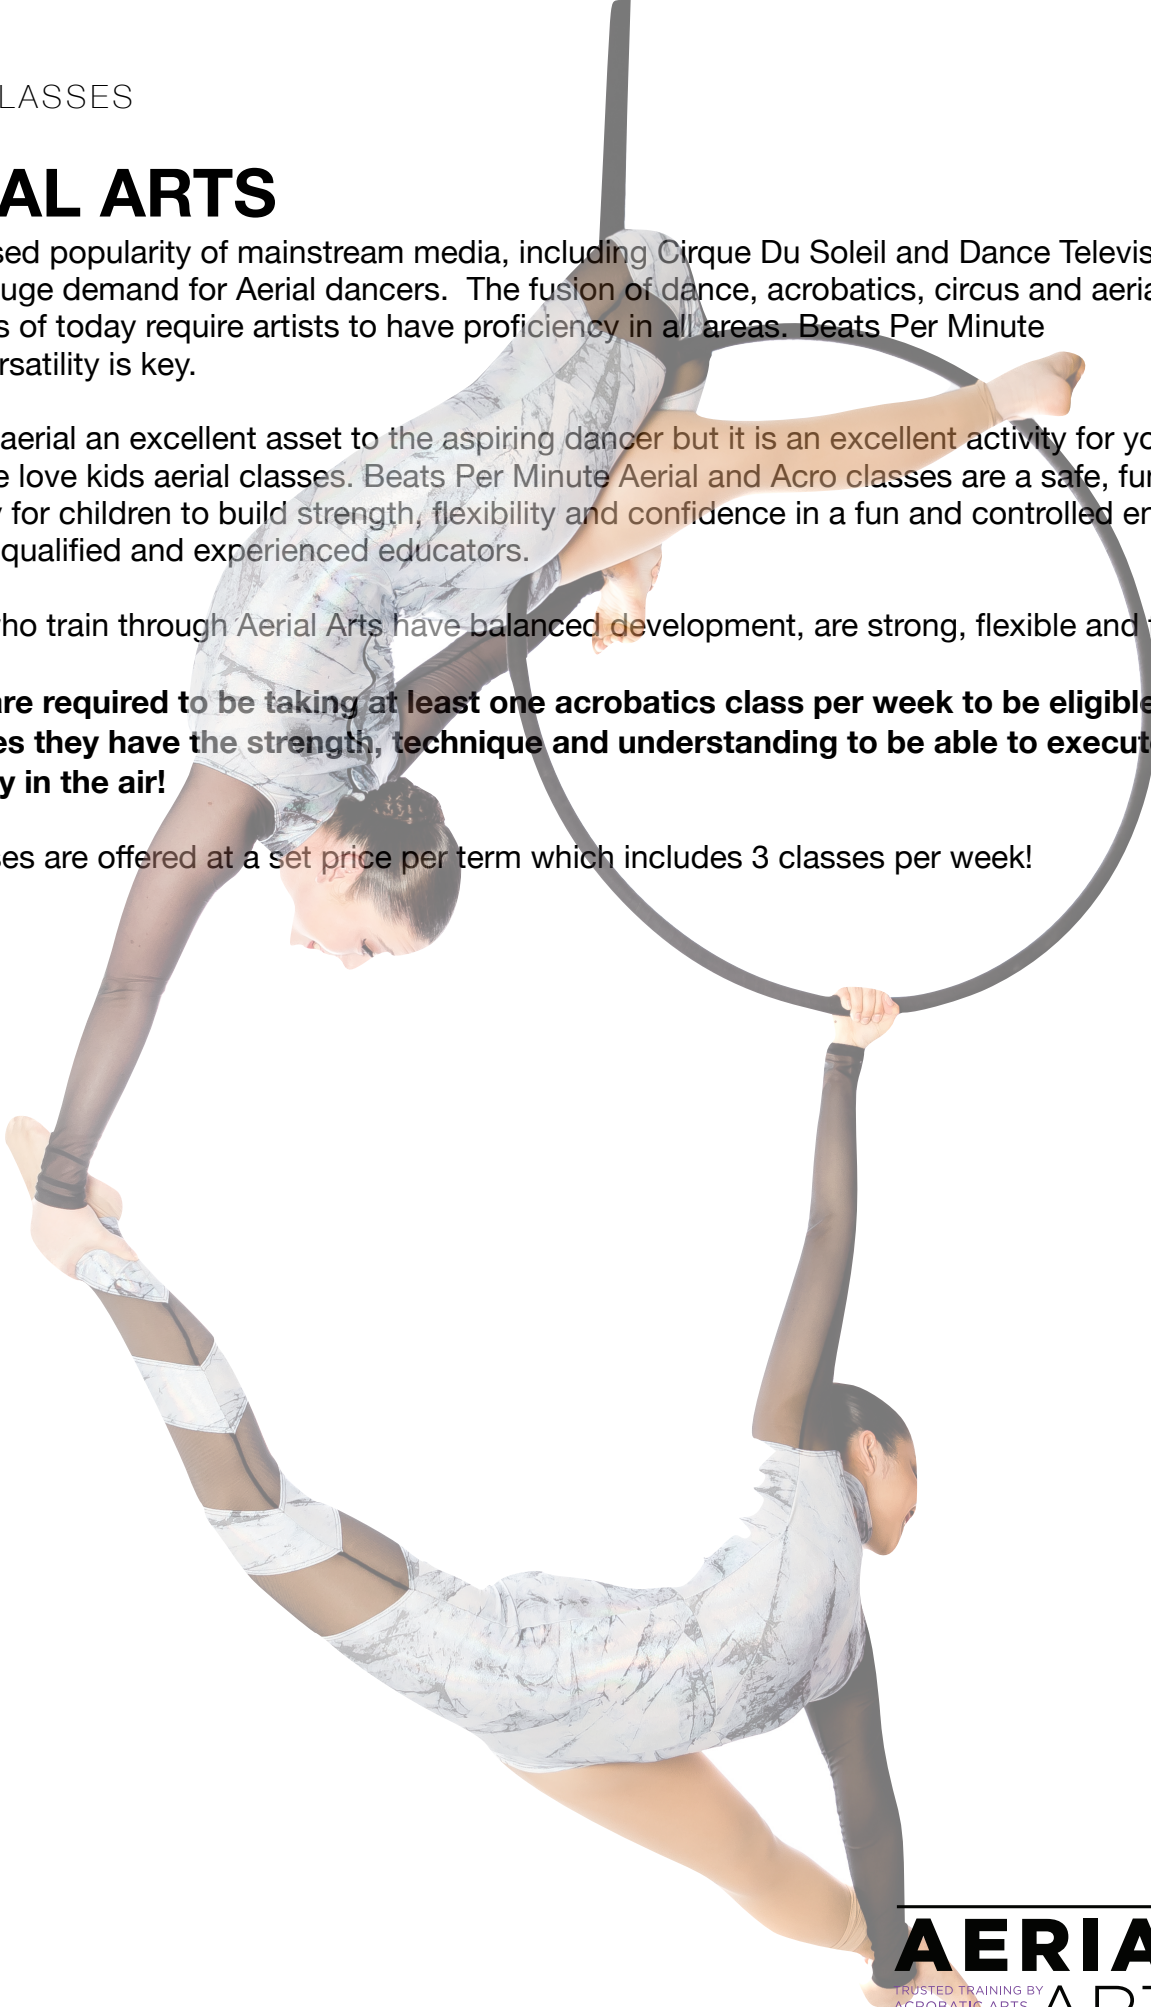 LASSES
AL ARTS
sed popularity of mainstream media, including Cirque Du Soleil and Dance Televis
uge demand for Aerial dancers.  The fusion of dance, acrobatics, circus and aeria
s of today require artists to have proficiency in all areas. Beats Per Minute
rsatility is key.
aerial an excellent asset to the aspiring dancer but it is an excellent activity for yo
e love kids aerial classes. Beats Per Minute Aerial and Acro classes are a safe, fun
y for children to build strength, flexibility and confidence in a fun and controlled en
qualified and experienced educators.
ho train through Aerial Arts have balanced development, are strong, flexible and f
are required to be taking at least one acrobatics class per week to be eligible
es they have the strength, technique and understanding to be able to execute
y in the air!
ses are offered at a set price per term which includes 3 classes per week!
AERIA
TRUSTED TRAINING BY
ACROBATIC ARTS
ART